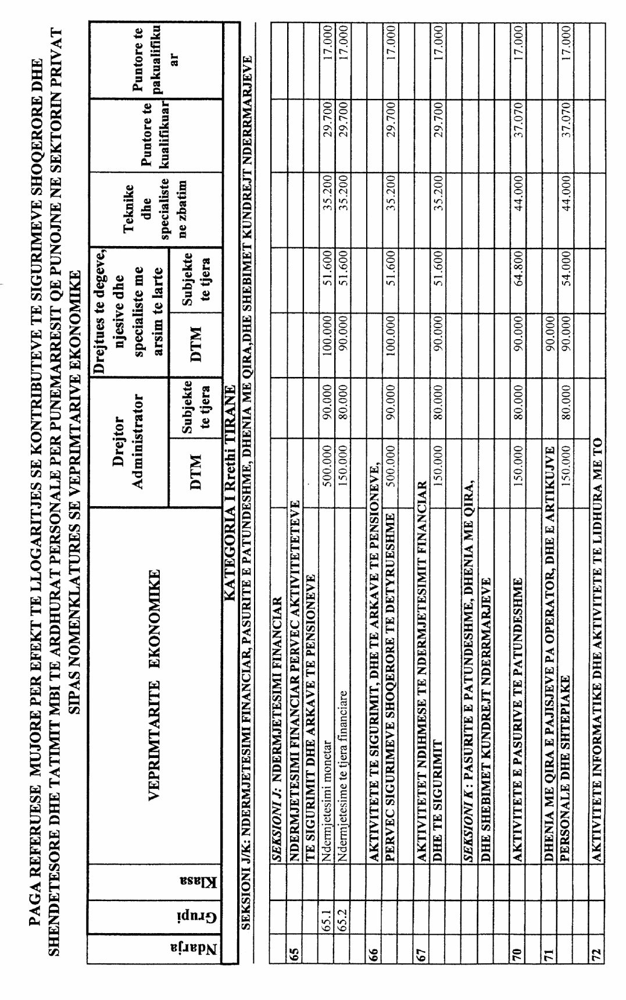 PAGA REFERUESE MUJORE PER EFEKT TE LLOGARITJES SE KONTRIBUTEVE TE SIGURIMEVE SHOQERORE DHE
SHENDETESORE DHE TATIMIT MBI TE ARDHURAT PERSONALE PER PUNEMARRESIT QE PUNOJNE NE SEKTORIN PRIVAT
SIPAS NOMENKLATURES SE VEPRIMTARIVE EKONOMIKE
Ndarja
Grupi
Klasa
VEPRIMTARITE EKONOMIKE
Drejtor
Administrator
DTM
Subjekte
te tjera
Drejtues te degeve,
njesive dhe
specialiste me
arsim te larte
DTM
Subjekte
te tjera
Teknike
dhe
specialiste
ne zbatim
Puntore te
kualifikuar
Puntore te
pakualifiku
ar
KATEGORIA I Rrethi TIRANE
SEKSIONI J/K: NDERMJETESIMI FINANCIAR, PASURITE E PATUNDESHME, DHENIA ME QIRA,DHE SHEBIMET KUNDREJT NDERRMARJEVE
SEKSIONI J: NDERMJETESIMI FINANCIAR
65 NDERMJETESIMI FINANCIAR PERVEC AKTIVITETETEVE
TE SIGURIMIT DHE ARKAVE TE PENSIONEVE
65.1 Ndermjetesimi monetar 500.000 90.000 100.000 51.600 35.200 29.700 17.000
65.2 Ndermjetesime te tjera financiare 150.000 80.000 90.000 51.600 35.200 29.700 17.000
66 AKTIVITETE TE SIGURIMIT, DHE TE ARKAVE TE PENSIONEVE,
PERVEC SIGURIMEVE SHOQERORE TE DETYRUESHME 500.000 90.000 100.000 51.600 35.200 29.700 17.000
67 AKTIVITETET NDIHMESE TE NDERMJETESIMIT FINANCIAR
DHE TE SIGURIMIT 150.000 80.000 90.000 51.600 35.200 29.700 17.000
SEKSIONI K : PASURITE E PATUNDESHME, DHENIA ME QIRA,
DHE SHEBIMET KUNDREJT NDERRMARJEVE
70 AKTIVITETE E PASURIVE TE PATUNDESHME 150.000 80.000 90.000 64.800 44.000 37.070 17.000
71 DHENIA ME QIRA E PAJISJEVE PA OPERATOR, DHE E ARTIKUJVE 90.000
PERSONALE DHE SHTEPIAKE 150.000 80.000 90.000 54.000 44.000 37.070 17.000
72 AKTIVITETE INFORMATIKE DHE AKTIVITETE TE LIDHURA ME TO